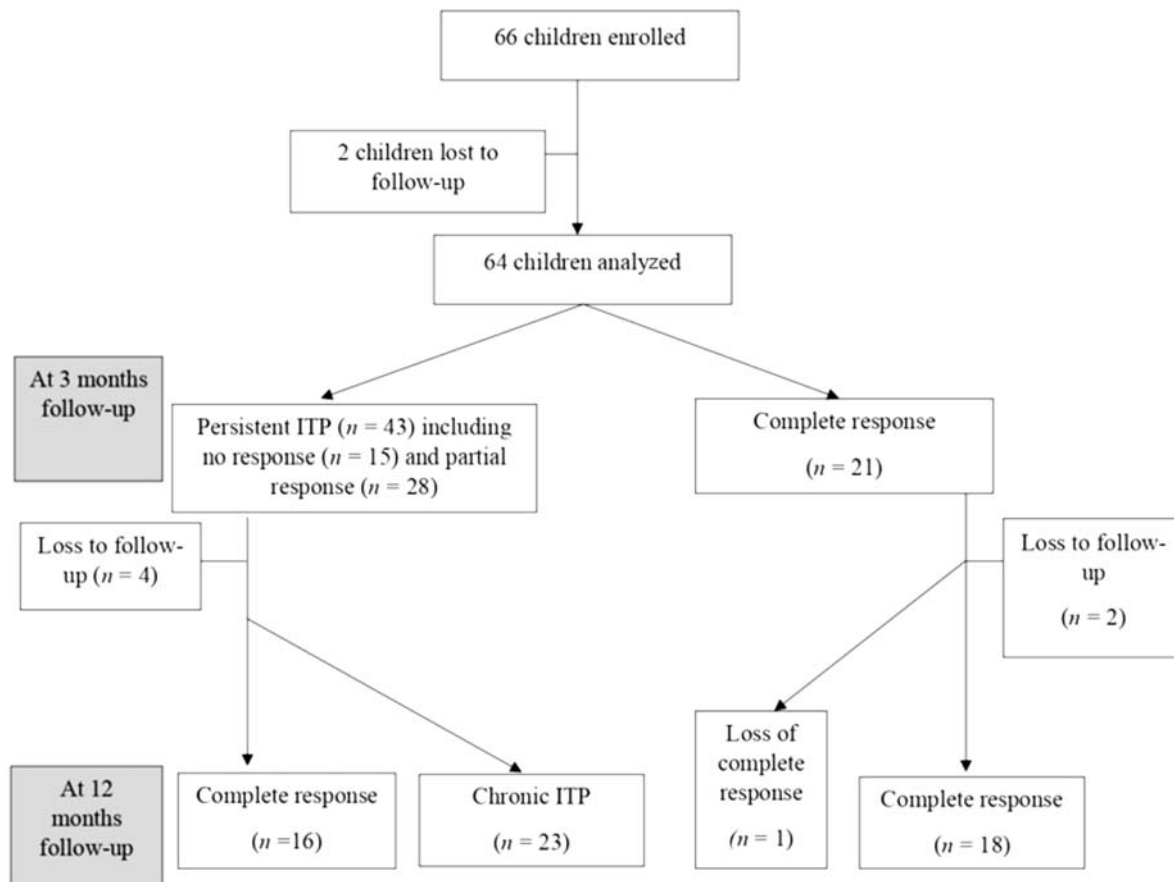 66 children enrolled
2 children lost to
follow-up
64 children analyzed
At 3 months
follow-up
Persistent ITP (n = 43) including
no response (n = 15) and partial
response (n = 28)
Complete response
(n = 21)
Loss to follow-
up (n = 4)
Loss to follow-
up
(n = 2)
At 12
months
follow-up
Complete response
(n =16)
Chronic ITP
(n = 23)
Loss of
complete
response
(n = 1)
Complete response
(n = 18)